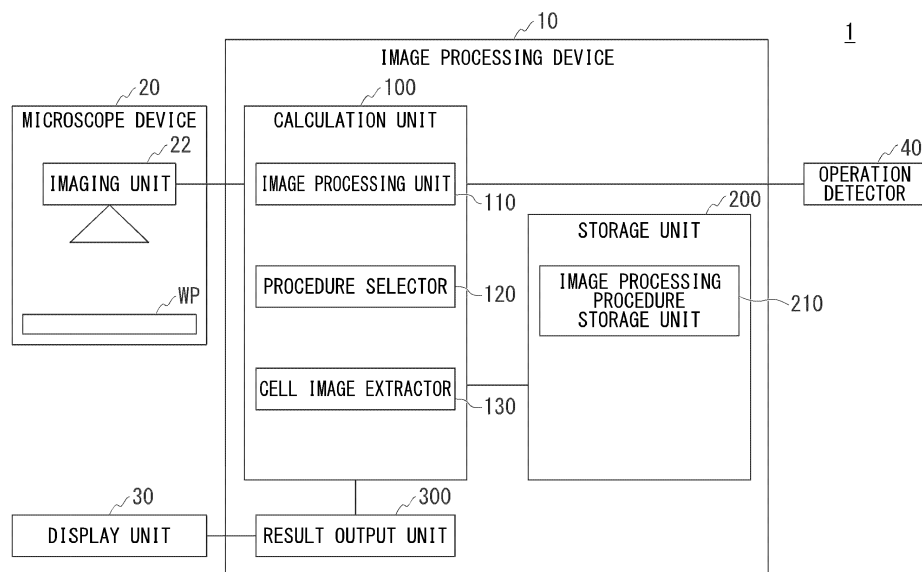 10
1
IMAGE PROCESSING DEVICE
20
MICROSCOPE DEVICE
22
IMAGING UNIT
WP
100
CALCULATION UNIT
IMAGE PROCESSING UNIT
110
PROCEDURE SELECTOR
120
CELL IMAGE EXTRACTOR
130
200
STORAGE UNIT
IMAGE PROCESSING
PROCEDURE
STORAGE UNIT
210
40
OPERATION
DETECTOR
30
DISPLAY UNIT
300
RESULT OUTPUT UNIT